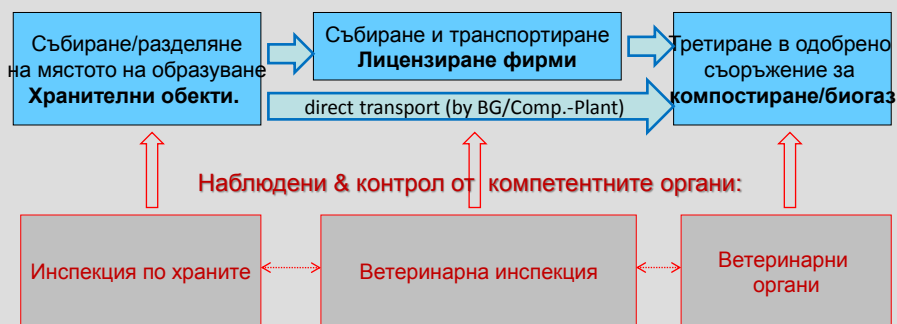 Събиране/разделяне
на мястото на образуване
Хранителни обекти.
Събиране и транспортиране
Лицензиране фирми
Третиране в одобрено
съоръжение за
компостиране/биогаз
direct transport (by BG/Comp.-Plant)
Наблюдени & контрол от компетентните органи:
Инспекция по храните
Ветеринарна инспекция
Ветеринарни
органи